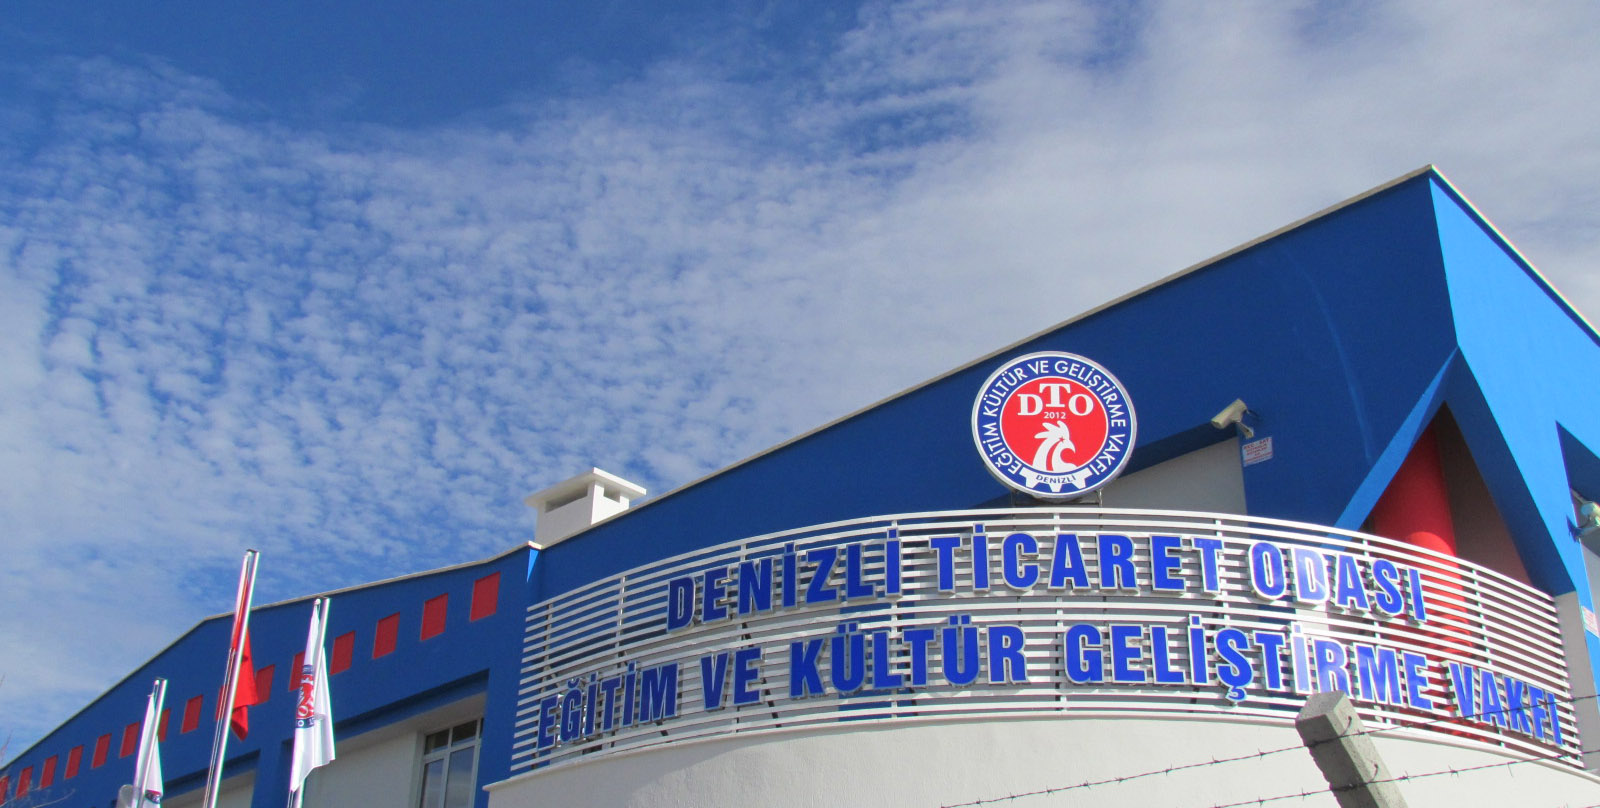 EĞİTİM KÜLTÜR VE GELİŞTİRME VAKFI
DTO
2012
DENİZLİ
DENİZLİ TİCARET ODASI
EĞİTİM VE KÜLTÜR GELİŞTİRME VAKFI